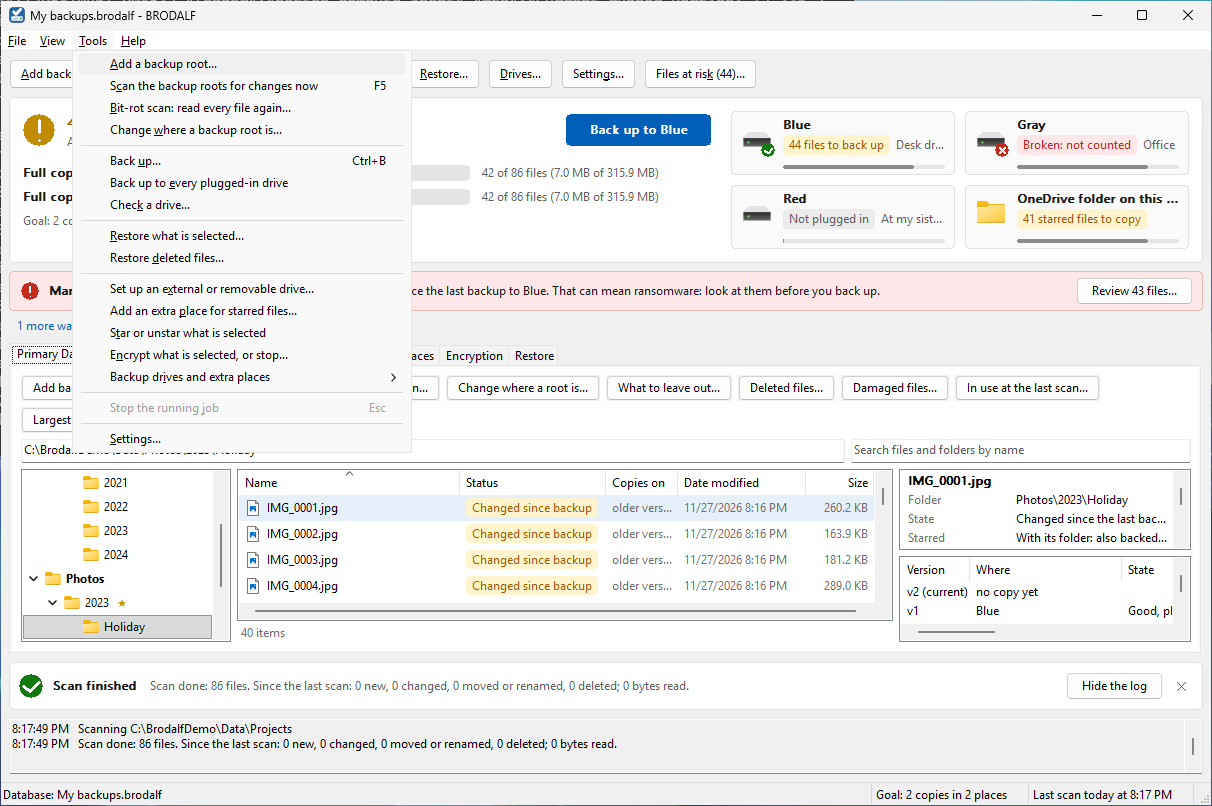 My backups.brodalf - BRODALF
File View Tools Help
Add back
Restore... Drives... Settings... Files at risk (44)...
Add a backup root...
Scan the backup roots for changes now F5
Bit-rot scan: read every file again...
Change where a backup root is...
Back up... Ctrl+B
Back up to every plugged-in drive
Check a drive...
Restore what is selected...
Restore deleted files...
Set up an external or removable drive...
Add an extra place for starred files...
Star or unstar what is selected
Encrypt what is selected, or stop...
Backup drives and extra places
Stop the running job Esc
Settings...
Back up to Blue
Full cop
42 of 86 files (7.0 MB of 315.9 MB)
Full cop
42 of 86 files (7.0 MB of 315.9 MB)
Goal: 2 co
Blue
44 files to back up Desk dr...
Gray
Broken: not counted Office
Red
Not plugged in At my sist...
OneDrive folder on this ...
41 starred files to copy
Mar
ce the last backup to Blue. That can mean ransomware: look at them before you back up.
Review 43 files...
1 more wa
Primary Da
aces Encryption Restore
Add ba
n... Change where a root is... What to leave out... Deleted files... Damaged files... In use at the last scan...
Largest
Search files and folders by name
2021
2022
2023
2024
Photos
2023
Holiday
Name Status Copies on Date modified Size
IMG_0001.jpg Changed since backup older vers... 11/27/2026 8:16 PM 260.2 KB
IMG_0002.jpg Changed since backup older vers... 11/27/2026 8:16 PM 163.9 KB
IMG_0003.jpg Changed since backup older vers... 11/27/2026 8:16 PM 181.2 KB
IMG_0004.jpg Changed since backup older vers... 11/27/2026 8:16 PM 289.0 KB
40 items
IMG_0001.jpg
Folder Photos\2023\Holiday
State Changed since the last bac...
Starred With its folder: also backed...
Version Where State
v2 (current) no copy yet
v1 Blue Good, pl
Scan finished Scan done: 86 files. Since the last scan: 0 new, 0 changed, 0 moved or renamed, 0 deleted; 0 bytes read.
Hide the log
8:17:49 PM Scanning C:\BrodalfDemo\Data\Projects
8:17:49 PM Scan done: 86 files. Since the last scan: 0 new, 0 changed, 0 moved or renamed, 0 deleted; 0 bytes read.
Database: My backups.brodalf
Goal: 2 copies in 2 places
Last scan today at 8:17 PM